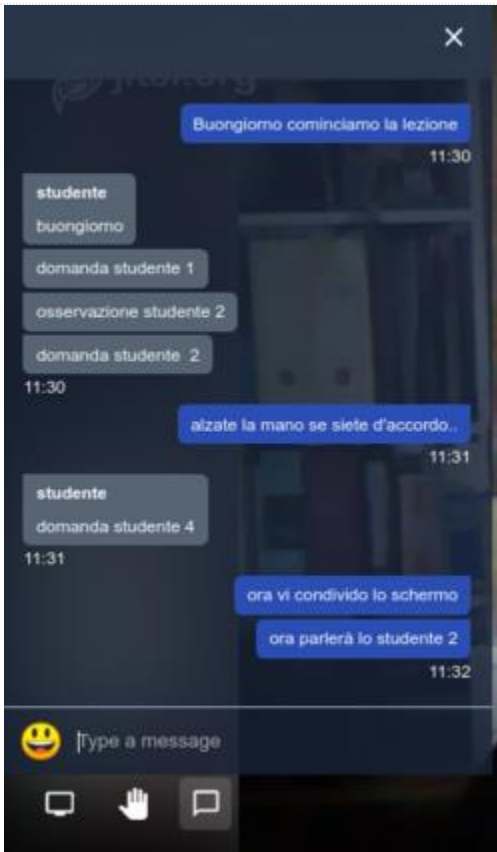 jitsi.org
Buongiorno cominciamo la lezione
11:30
studente
buongiorno
domanda studente 1
osservazione studente 2
domanda studente 2
11:30
alzate la mano se siete d'accordo..
11:31
studente
domanda studente 4
11:31
ora vi condivido lo schermo
ora parlerà lo studente 2
11:32
Type a message